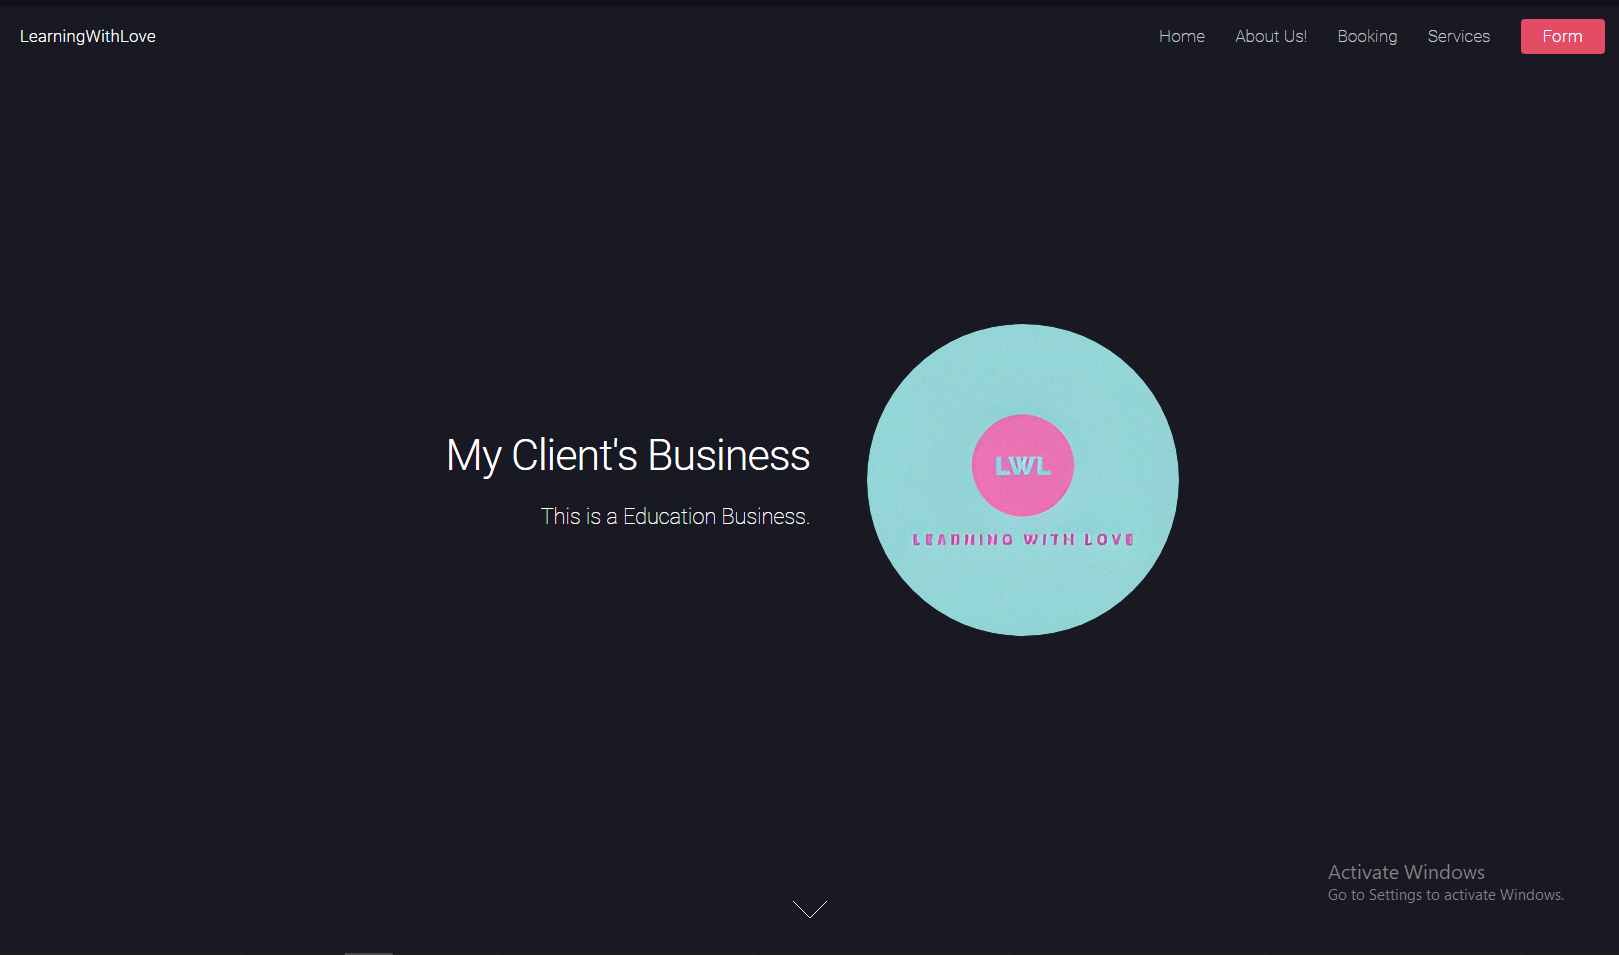 LearningWithLove
Home
About Us!
Booking
Services
Form
My Client's Business
This is a Education Business.
LWL
LEARNING WITH LOVE
Activate Windows
Go to Settings to activate Windows.